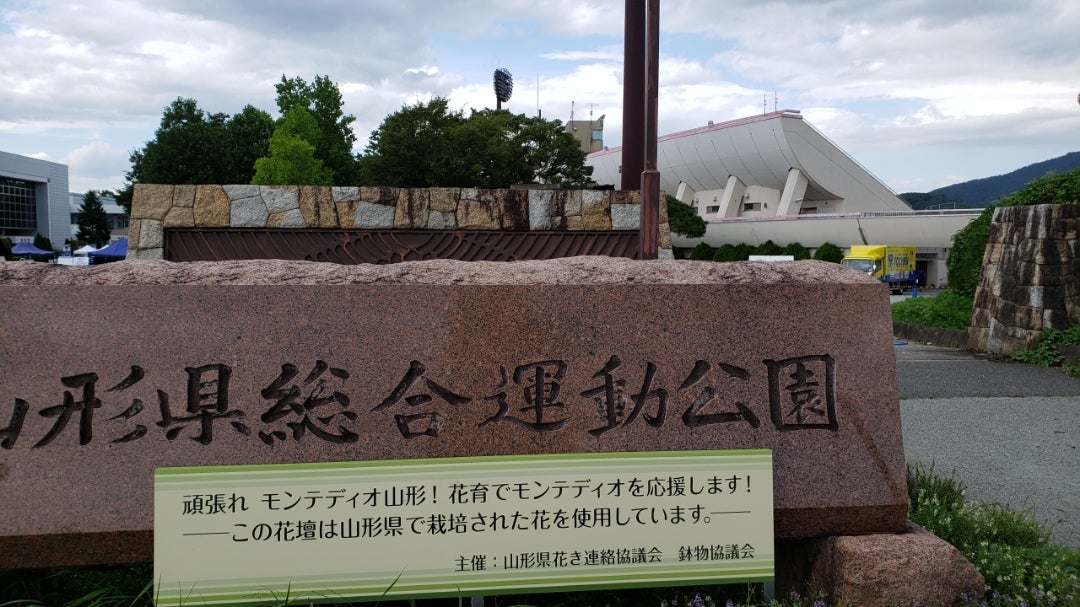 山形県総合運動公園
頑張れ モンテディオ山形！ 花育でモンテディオを応援します！
──この花壇は山形県で栽培された花を使用しています。──
主催：山形県花き連絡協議会　鉢物協議会